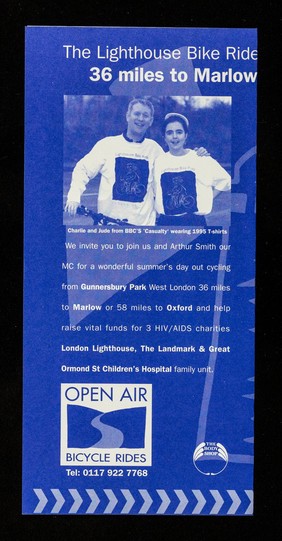 The Lighthouse Bike Ride
36 miles to Marlow
Charlie and Jude from BBC'S 'Casualty' wearing 1995 T-shirts
We invite you to join us and Arthur Smith our
MC for a wonderful summer's day out cycling
from Gunnersbury Park West London 36 miles
to Marlow or 58 miles to Oxford and help
raise vital funds for 3 HIV/AIDS charities
London Lighthouse, The Landmark & Great
Ormond St Children's Hospital family unit.
OPEN AIR
BICYCLE RIDES
Tel: 0117 922 7768
THE
BODY
SHOP